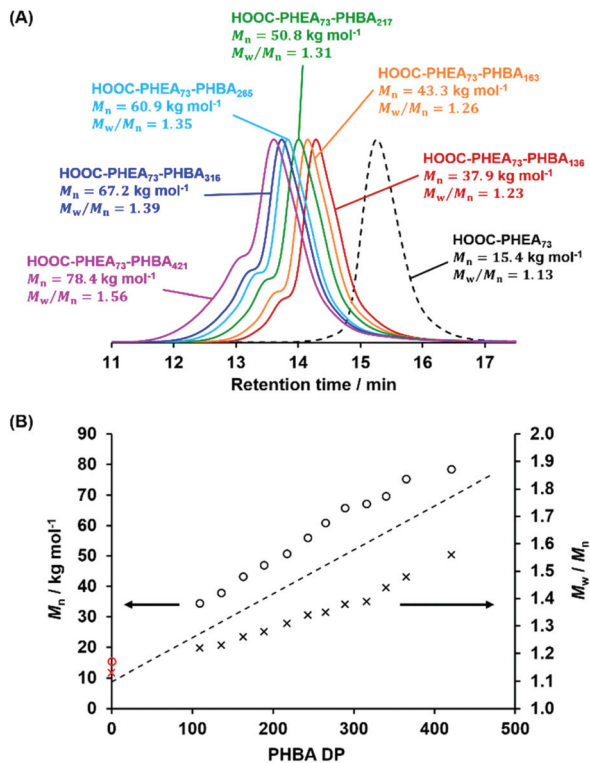 (A)
HOOC-PHEA₇₃-PHBA₂₁₇
Mn = 50.8 kg mol⁻¹
Mw/Mn = 1.31
HOOC-PHEA₇₃-PHBA₂₆₅
Mn = 60.9 kg mol⁻¹
Mw/Mn = 1.35
HOOC-PHEA₇₃-PHBA₁₆₃
Mn = 43.3 kg mol⁻¹
Mw/Mn = 1.26
HOOC-PHEA₇₃-PHBA₃₁₆
Mn = 67.2 kg mol⁻¹
Mw/Mn = 1.39
HOOC-PHEA₇₃-PHBA₁₃₆
Mn = 37.9 kg mol⁻¹
Mw/Mn = 1.23
HOOC-PHEA₇₃-PHBA₄₂₁
Mn = 78.4 kg mol⁻¹
Mw/Mn = 1.56
HOOC-PHEA₇₃
Mn = 15.4 kg mol⁻¹
Mw/Mn = 1.13
11 12 13 14 15 16 17
Retention time / min
(B)
Mn / kg mol⁻¹
90
80
70
60
50
40
30
20
10
0
2.0
1.9
1.8
1.7
1.6
1.5
1.4
1.3
1.2
1.1
1.0
Mw / Mn
0 100 200 300 400 500
PHBA DP